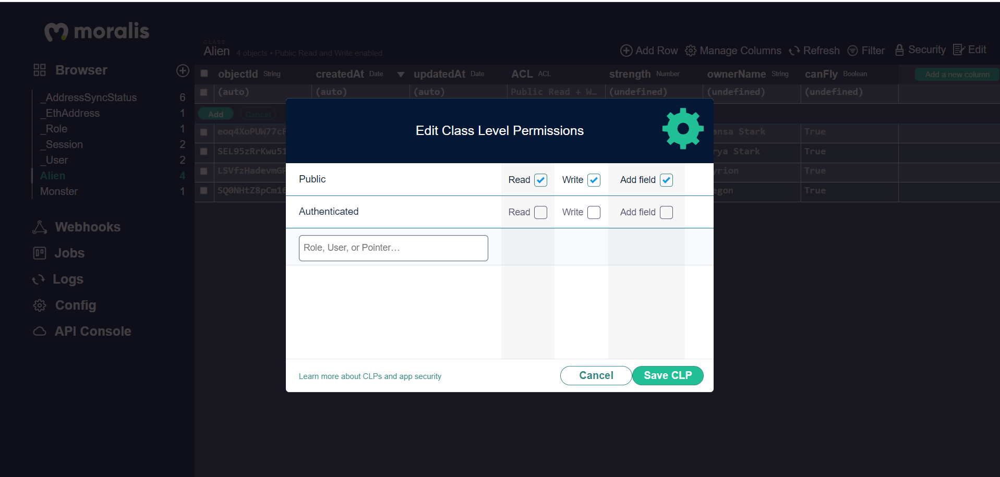 moralis
CLASS
Alien 4 objects • Public Read and Write enabled
Add Row Manage Columns Refresh Filter Security Edit
Browser
objectId String createdAt Date updatedAt Date ACL ACL strength Number ownerName String canFly Boolean Add a new column
(auto) (auto) (auto) Public Read + W… (undefined) (undefined) (undefined)
Add Cancel
_AddressSyncStatus 6
_EthAddress 1
_Role 1
_Session 2
_User 2
Alien 4
Monster 1
Webhooks
Jobs
Logs
Config
API Console
eoq4XoPUW77cF ansa Stark True
SEL95zRrKwu51 rya Stark True
LSVfzHadevmGP yrion True
SQ0NHtZ8pCm16 egon True
Edit Class Level Permissions
Public Read Write Add field
Authenticated Read Write Add field
Role, User, or Pointer…
Learn more about CLPs and app security
Cancel Save CLP